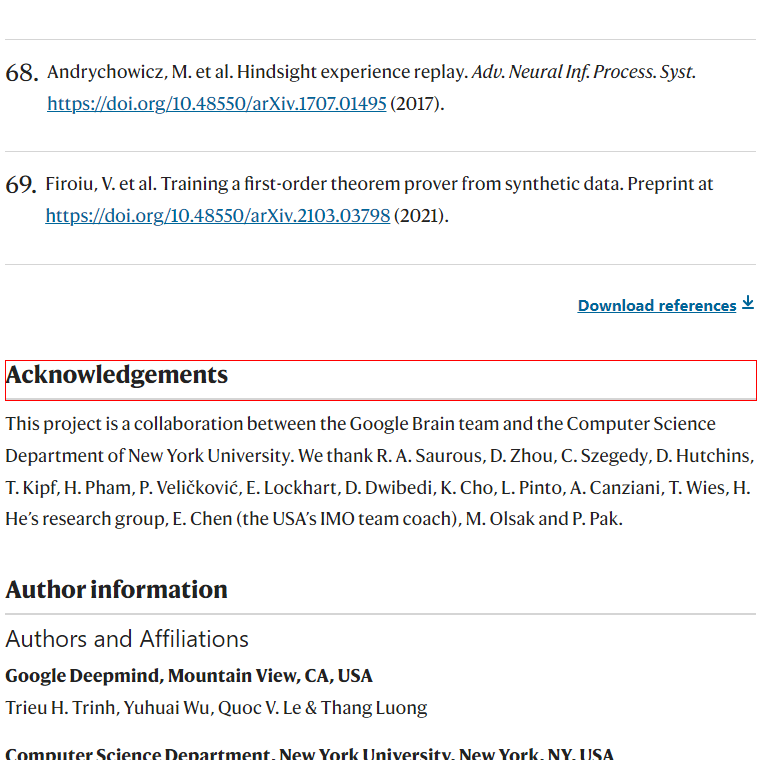 68. Andrychowicz, M. et al. Hindsight experience replay. Adv. Neural Inf. Process. Syst.
https://doi.org/10.48550/arXiv.1707.01495 (2017).
69. Firoiu, V. et al. Training a first-order theorem prover from synthetic data. Preprint at
https://doi.org/10.48550/arXiv.2103.03798 (2021).
Download references
Acknowledgements
This project is a collaboration between the Google Brain team and the Computer Science
Department of New York University. We thank R. A. Saurous, D. Zhou, C. Szegedy, D. Hutchins,
T. Kipf, H. Pham, P. Veličković, E. Lockhart, D. Dwibedi, K. Cho, L. Pinto, A. Canziani, T. Wies, H.
He’s research group, E. Chen (the USA’s IMO team coach), M. Olsak and P. Pak.
Author information
Authors and Affiliations
Google Deepmind, Mountain View, CA, USA
Trieu H. Trinh, Yuhuai Wu, Quoc V. Le & Thang Luong
Computer Science Department, New York University, New York, NY, USA